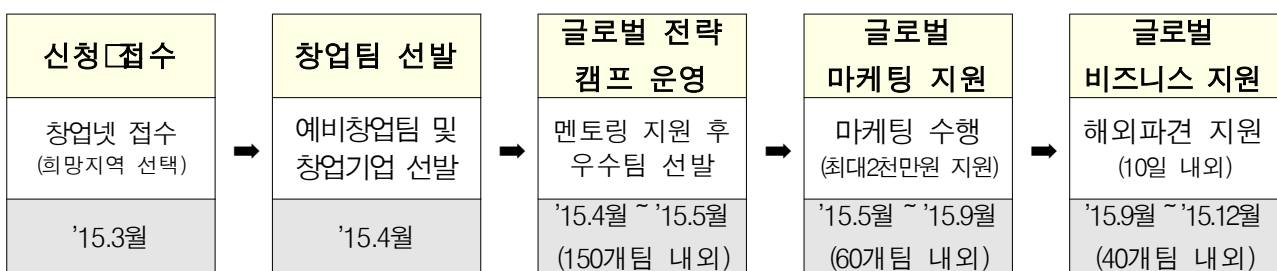 신청□접수
창업넷 접수
(희망지역 선택)
'15.3월
➡
창업팀 선발
예비창업팀 및
창업기업 선발
'15.4월
➡
글로벌 전략
캠프 운영
멘토링 지원 후
우수팀 선발
'15.4월 ~ '15.5월
(150개팀 내외)
➡
글로벌
마케팅 지원
마케팅 수행
(최대2천만원 지원)
'15.5월 ~ '15.9월
(60개팀 내외)
➡
글로벌
비즈니스 지원
해외파견 지원
(10일 내외)
'15.9월 ~ '15.12월
(40개팀 내외)